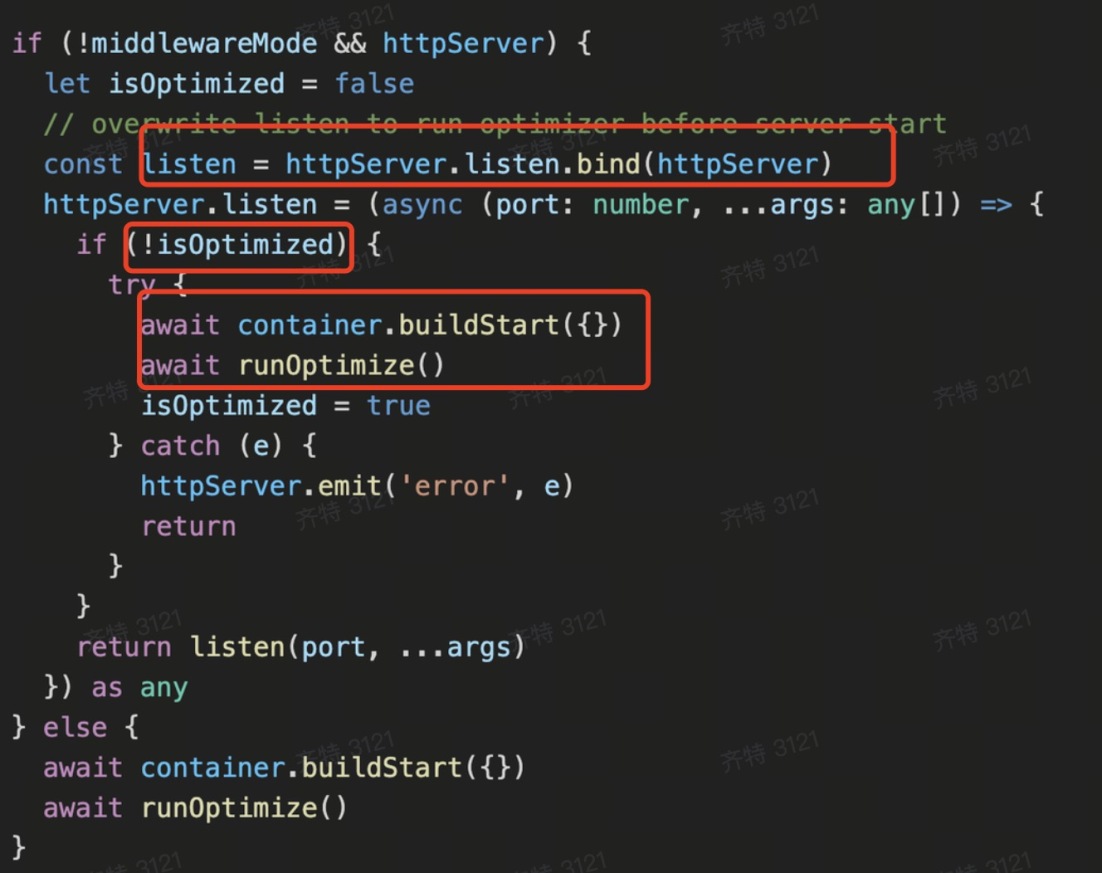 if (!middlewareMode && httpServer) {
  let isOptimized = false
  // overwrite listen to run optimizer before server start
  const listen = httpServer.listen.bind(httpServer)
  httpServer.listen = (async (port: number, ...args: any[]) => {
    if (!isOptimized) {
      try {
        await container.buildStart({})
        await runOptimize()
        isOptimized = true
      } catch (e) {
        httpServer.emit('error', e)
        return
      }
    }
    return listen(port, ...args)
  }) as any
} else {
  await container.buildStart({})
  await runOptimize()
}
齐特 3121